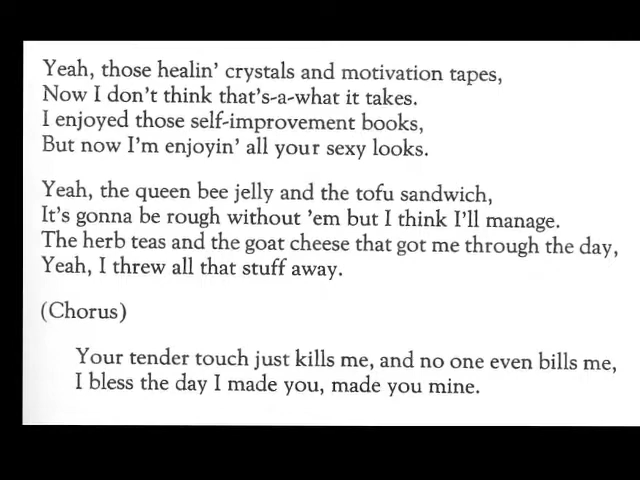 Yeah, those healin' crystals and motivation tapes,
Now I don't think that's-a-what it takes.
I enjoyed those self-improvement books,
But now I'm enjoyin' all your sexy looks.
Yeah, the queen bee jelly and the tofu sandwich,
It's gonna be rough without 'em but I think I'll manage.
The herb teas and the goat cheese that got me through the day,
Yeah, I threw all that stuff away.
(Chorus)
Your tender touch just kills me, and no one even bills me,
I bless the day I made you, made you mine.